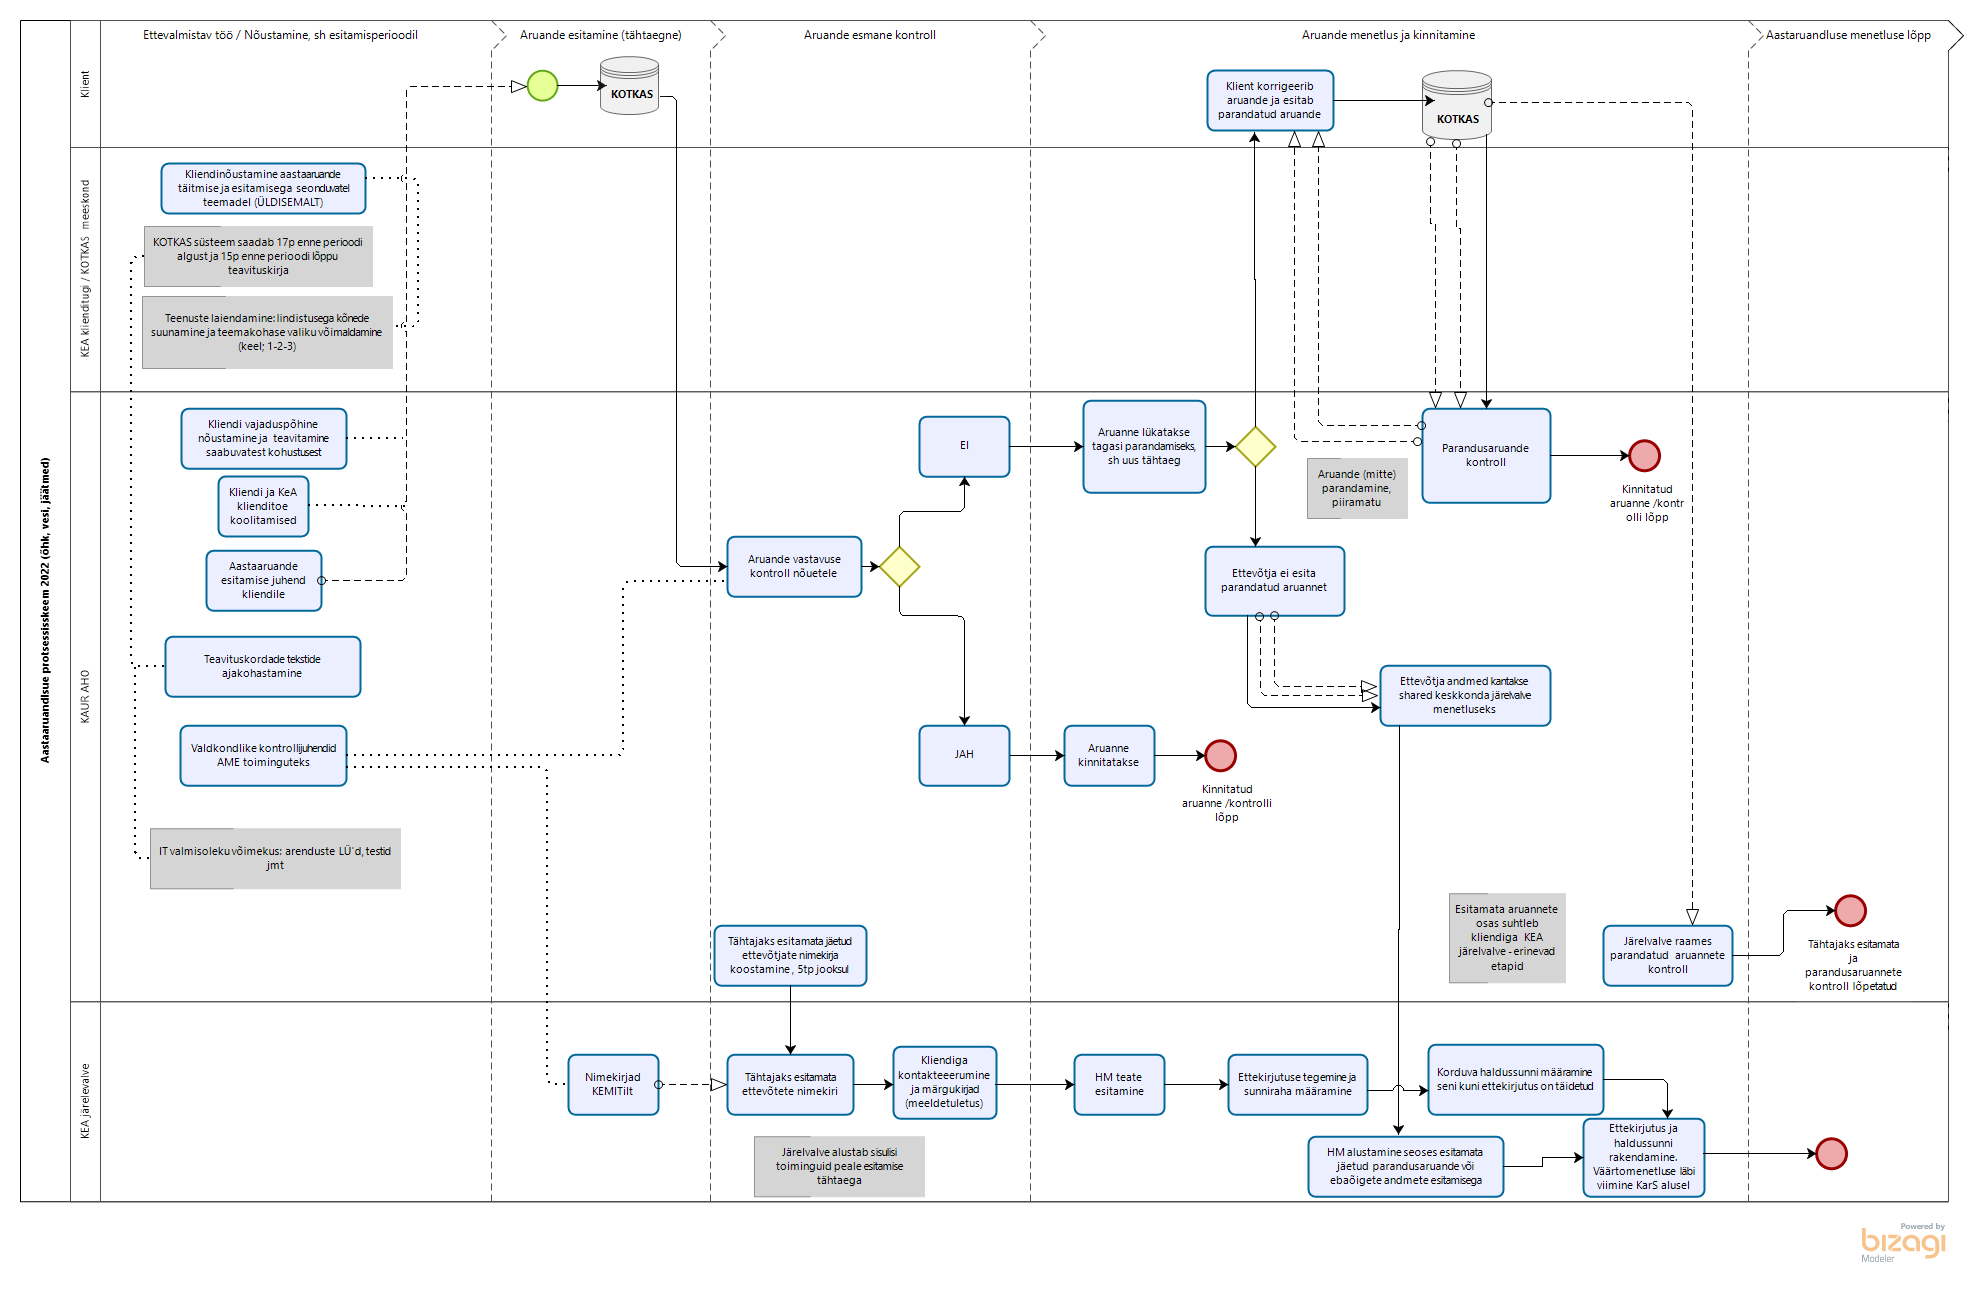 Ettevalmistav töö / Nõustamine, sh esitamisperioodil
Aruande esitamine (tähtaegne)
Aruande esmane kontroll
Aruande menetlus ja kinnitamine
Aastaruandluse menetluse lõpp
Aastaaruandlsue protsessisskeem 2022 (õhk, vesi, jäätmed)
Klient
KOTKAS
Klient korrigeerib
aruande ja esitab
parandatud aruande
KOTKAS
KEA klienditugi / KOTKAS meeskond
Kliendinõustamine aastaaruande
täitmise ja esitamisega seonduvatel
teemadel (ÜLDISEMALT)
KOTKAS süsteem saadab 17p enne perioodi
algust ja 15p enne perioodi lõppu
teavituskirja
Teenuste laiendamine: lindistusega kõnede
suunamine ja teemakohase valiku võimaldamine
(keel; 1-2-3)
KAUR AHO
Kliendi vajaduspõhine
nõustamine ja teavitamine
saabuvatest kohustusest
Kliendi ja KeA
klienditoe
koolitamised
Aastaaruande
esitamise juhend
kliendile
Teavituskordade tekstide
ajakohastamine
Valdkondlike kontrollijuhendid
AME toiminguteks
IT valmisoleku võimekus: arenduste LÜ'd, testid
jmt
Aruande vastavuse
kontroll nõuetele
EI
JAH
Tähtajaks esitamata jäetud
ettevõtjate nimekirja
koostamine , 5tp jooksul
Aruanne lükatakse
tagasi parandamiseks,
sh uus tähtaeg
Aruande (mitte)
parandamine,
piiramatu
Parandusaruande
kontroll
Kinnitatud
aruanne /kontr
olli lõpp
Ettevõtja ei esita
parandatud aruannet
Ettevõtja andmed kantakse
shared keskkonda järelvalve
menetluseks
Aruanne
kinnitatakse
Kinnitatud
aruanne /kontrolli
lõpp
Esitamata aruannete
osas suhtleb
kliendiga KEA
järelvalve - erinevad
etapid
Järelvalve raames
parandatud aruannete
kontroll
Tähtajaks esitamata
ja
parandusaruannete
kontroll lõpetatud
KEA järelevalve
Nimekirjad
KEMITilt
Tähtajaks esitamata
ettevõtete nimekiri
Kliendiga
kontakteeerumine
ja märgukirjad
(meeldetuletus)
Järelvalve alustab sisulisi
toiminguid peale esitamise
tähtaega
HM teate
esitamine
Ettekirjutuse tegemine ja
sunniraha määramine
Korduva haldussunni määramine
seni kuni ettekirjutus on täidetud
HM alustamine seoses esitamata
jäetud parandusaruande või
ebaõigete andmete esitamisega
Ettekirjutus ja
haldussunni
rakendamine.
Väärtomenetluse läbi
viimine KarS alusel
Powered by
bizagi
Modeler